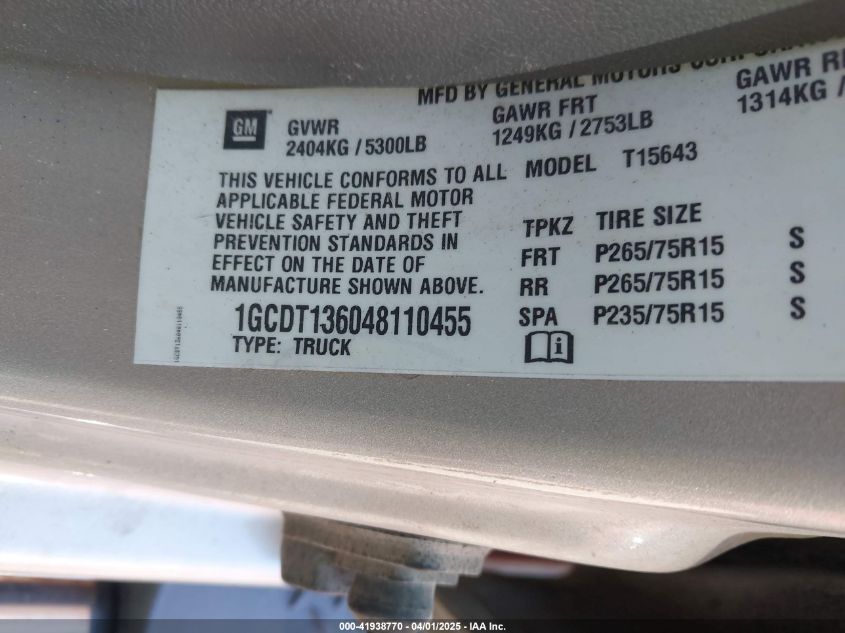 MFD BY GENERAL MOTORS
GM
GVWR
2404KG / 5300LB
GAWR FRT
1249KG / 2753LB
GAWR
1314KG /
THIS VEHICLE CONFORMS TO ALL
APPLICABLE FEDERAL MOTOR
VEHICLE SAFETY AND THEFT
PREVENTION STANDARDS IN
EFFECT ON THE DATE OF
MANUFACTURE SHOWN ABOVE.
1GCDT136048110455
TYPE: TRUCK
MODEL T15643
TPKZ TIRE SIZE
FRT P265/75R15 S
RR P265/75R15 S
SPA P235/75R15 S
i
1GCDT136048110455
000-41938770 | 04/01/2025 - IAA Inc.